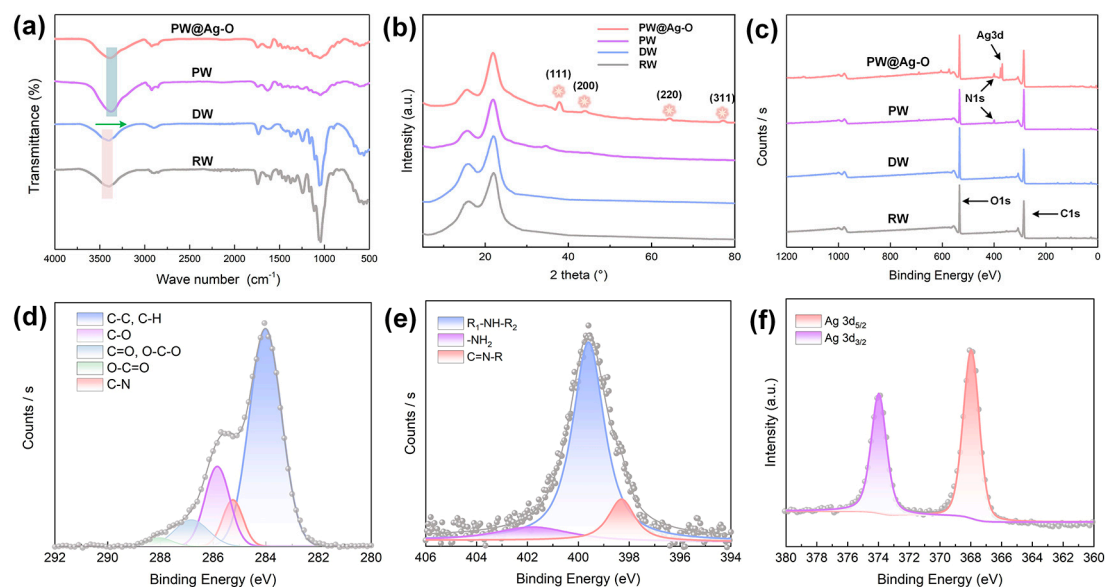 (a)
PW@Ag-O
PW
DW
RW
Transmittance (%)
4000 3500 3000 2500 2000 1500 1000 500
Wave number (cm-1)
(b)
PW@Ag-O
PW
DW
RW
(111)
(200)
(220)
(311)
Intensity (a.u.)
20 40 60 80
2 theta (°)
(c)
Ag3d
PW@Ag-O
N1s
PW
DW
O1s
RW
C1s
Counts / s
1200 1000 800 600 400 200 0
Binding Energy (eV)
(d)
C-C, C-H
C-O
C=O, O-C-O
O-C=O
C-N
Counts / s
292 290 288 286 284 282 280
Binding Energy (eV)
(e)
R1-NH-R2
-NH2
C=N-R
Counts / s
406 404 402 400 398 396 394
Binding Energy (eV)
(f)
Ag 3d5/2
Ag 3d3/2
Intensity (a.u.)
380 378 376 374 372 370 368 366 364 362 360
Binding Energy (eV)